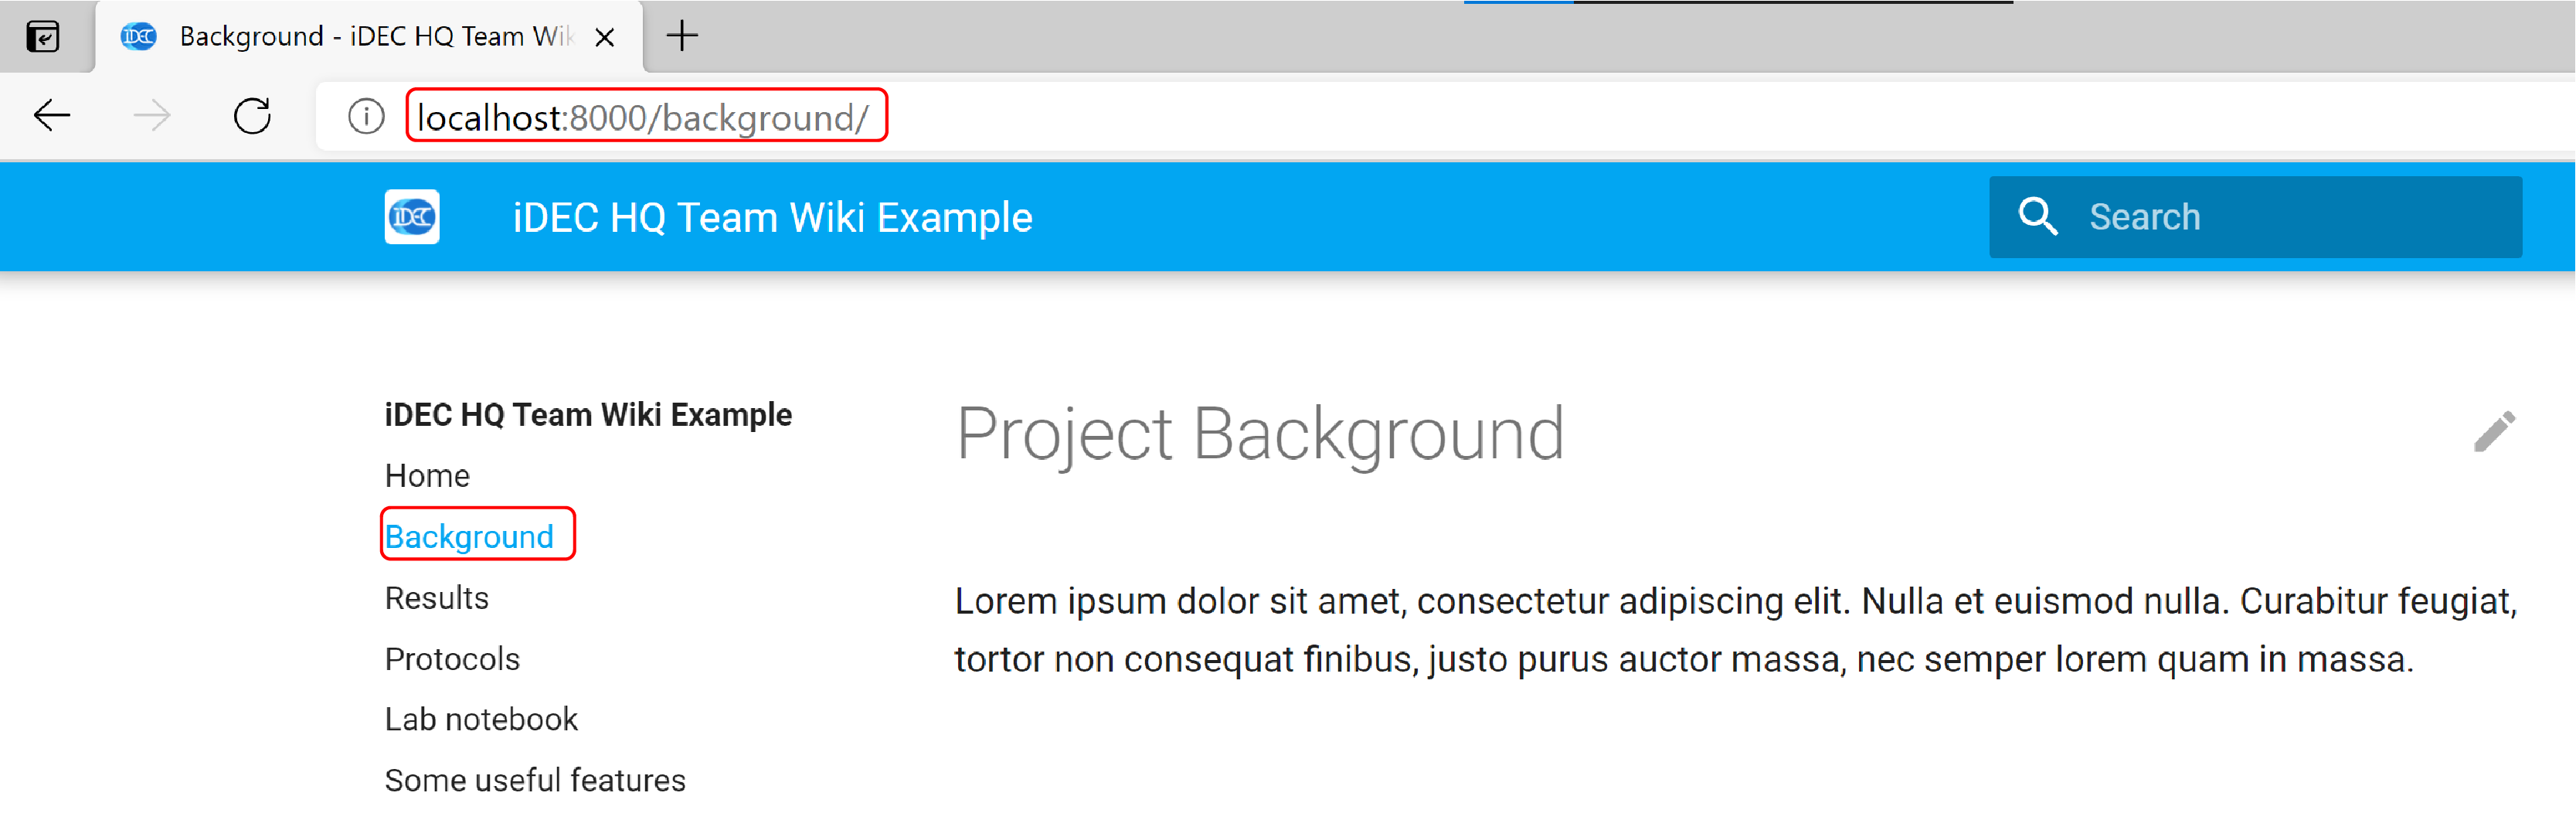 iDEC Background - iDEC HQ Team Wik
localhost:8000/background/
iDEC iDEC HQ Team Wiki Example Search
iDEC HQ Team Wiki Example
Home
Background
Results
Protocols
Lab notebook
Some useful features
Project Background
Lorem ipsum dolor sit amet, consectetur adipiscing elit. Nulla et euismod nulla. Curabitur feugiat,
tortor non consequat finibus, justo purus auctor massa, nec semper lorem quam in massa.